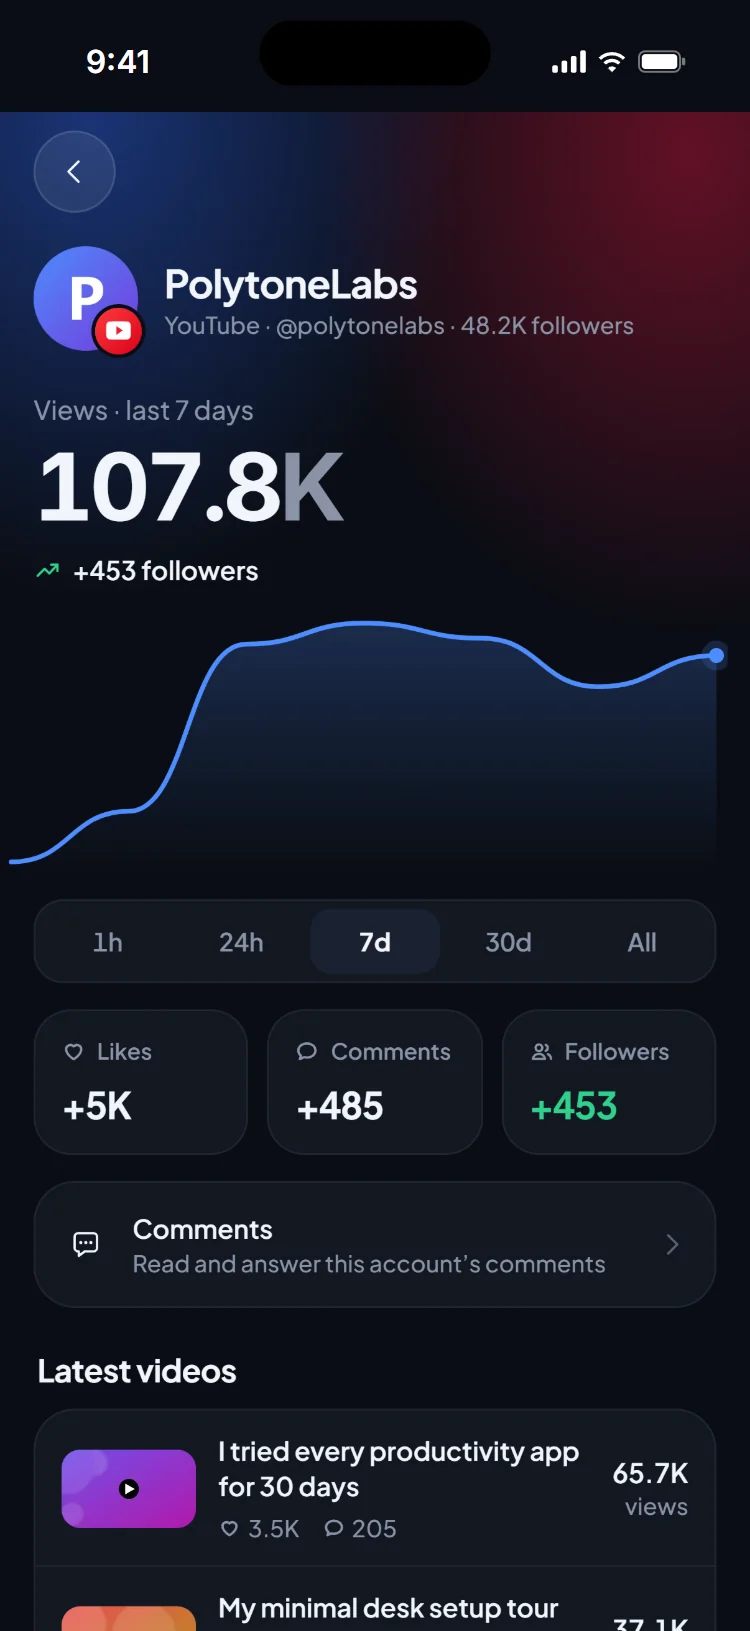 9:41
P
PolytoneLabs
YouTube · @polytonelabs · 48.2K followers
Views · last 7 days
107.8K
+453 followers
1h 24h 7d 30d All
Likes Comments Followers
+5K +485 +453
Comments
Read and answer this account’s comments
Latest videos
I tried every productivity app
for 30 days
65.7K
views
3.5K 205
My minimal desk setup tour
37.1K